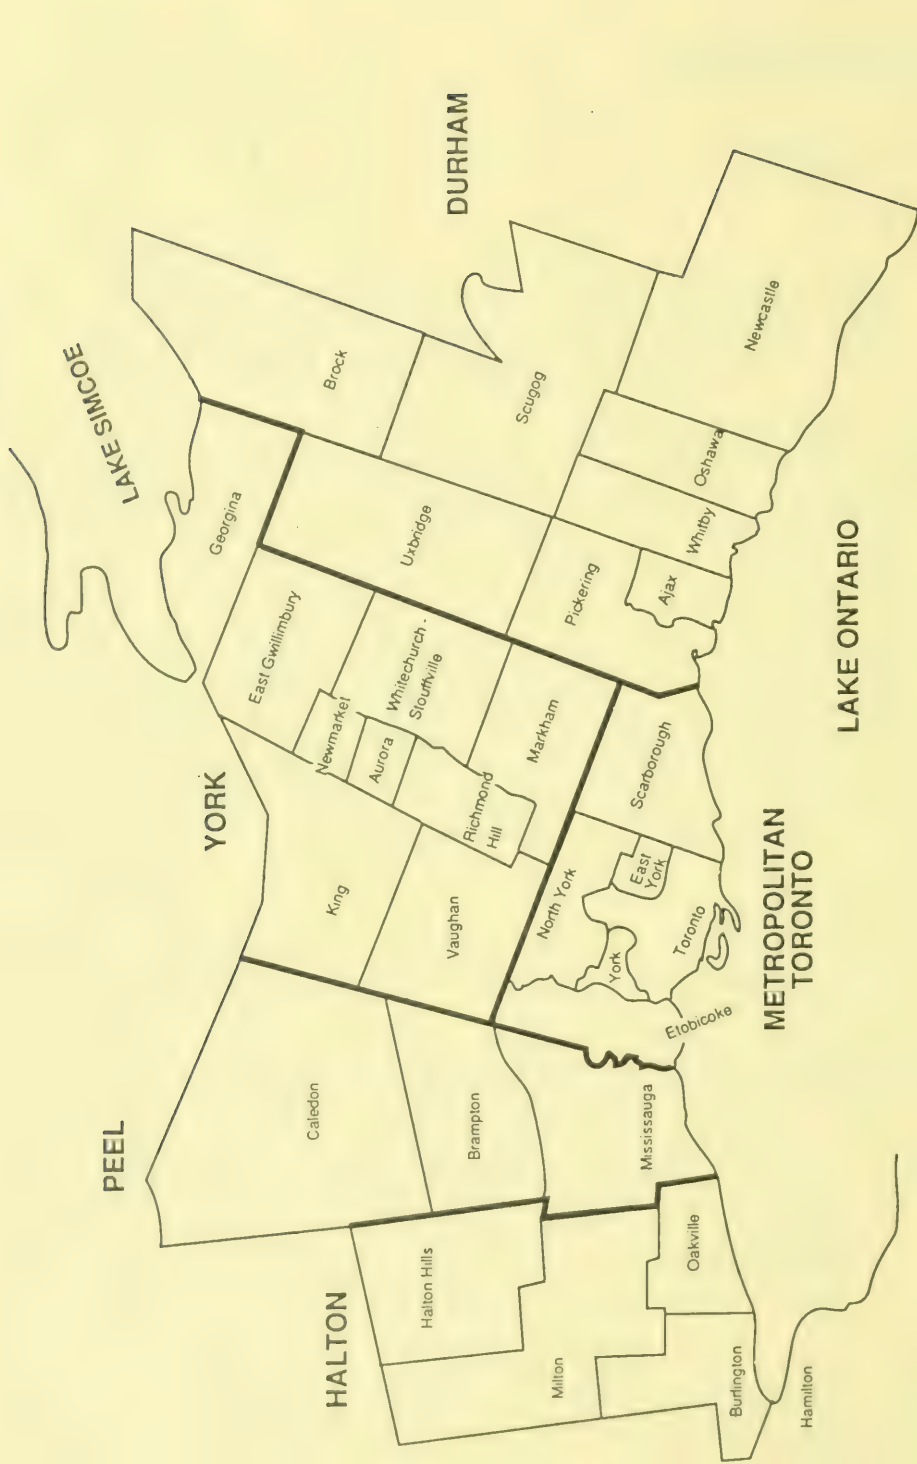 LAKE SIMCOE
DURHAM
YORK
PEEL
HALTON
METROPOLITAN
TORONTO
LAKE ONTARIO
Brock
Georgina
Scugog
Uxbridge
East Gwillimbury
Newmarket
Whitechurch -
Stouffville
Aurora
King
Richmond
Hill
Vaughan
Markham
Pickering
Ajax
Whitby
Oshawa
Newcastle
Caledon
Brampton
Mississauga
Halton Hills
Milton
Oakville
Burlington
Hamilton
North York
East
York
York
Toronto
Etobicoke
Scarborough